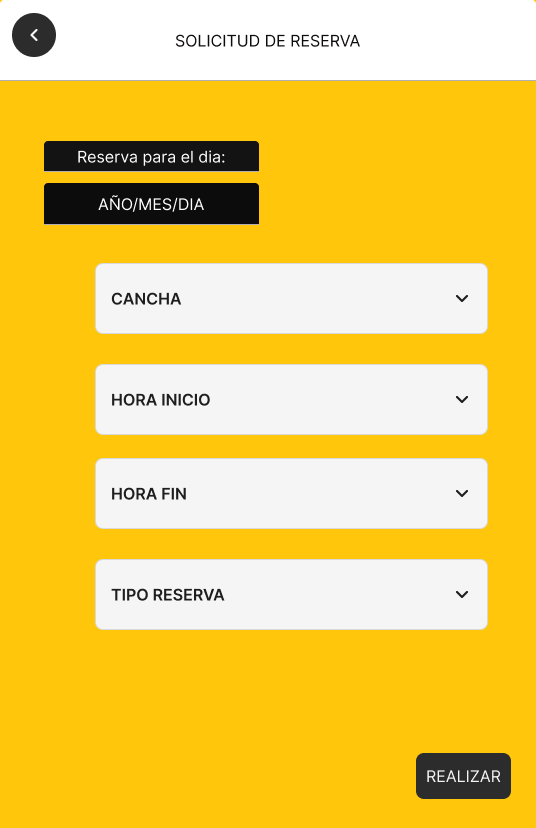 SOLICITUD DE RESERVA
Reserva para el dia:
AÑO/MES/DIA
CANCHA
HORA INICIO
HORA FIN
TIPO RESERVA
REALIZAR